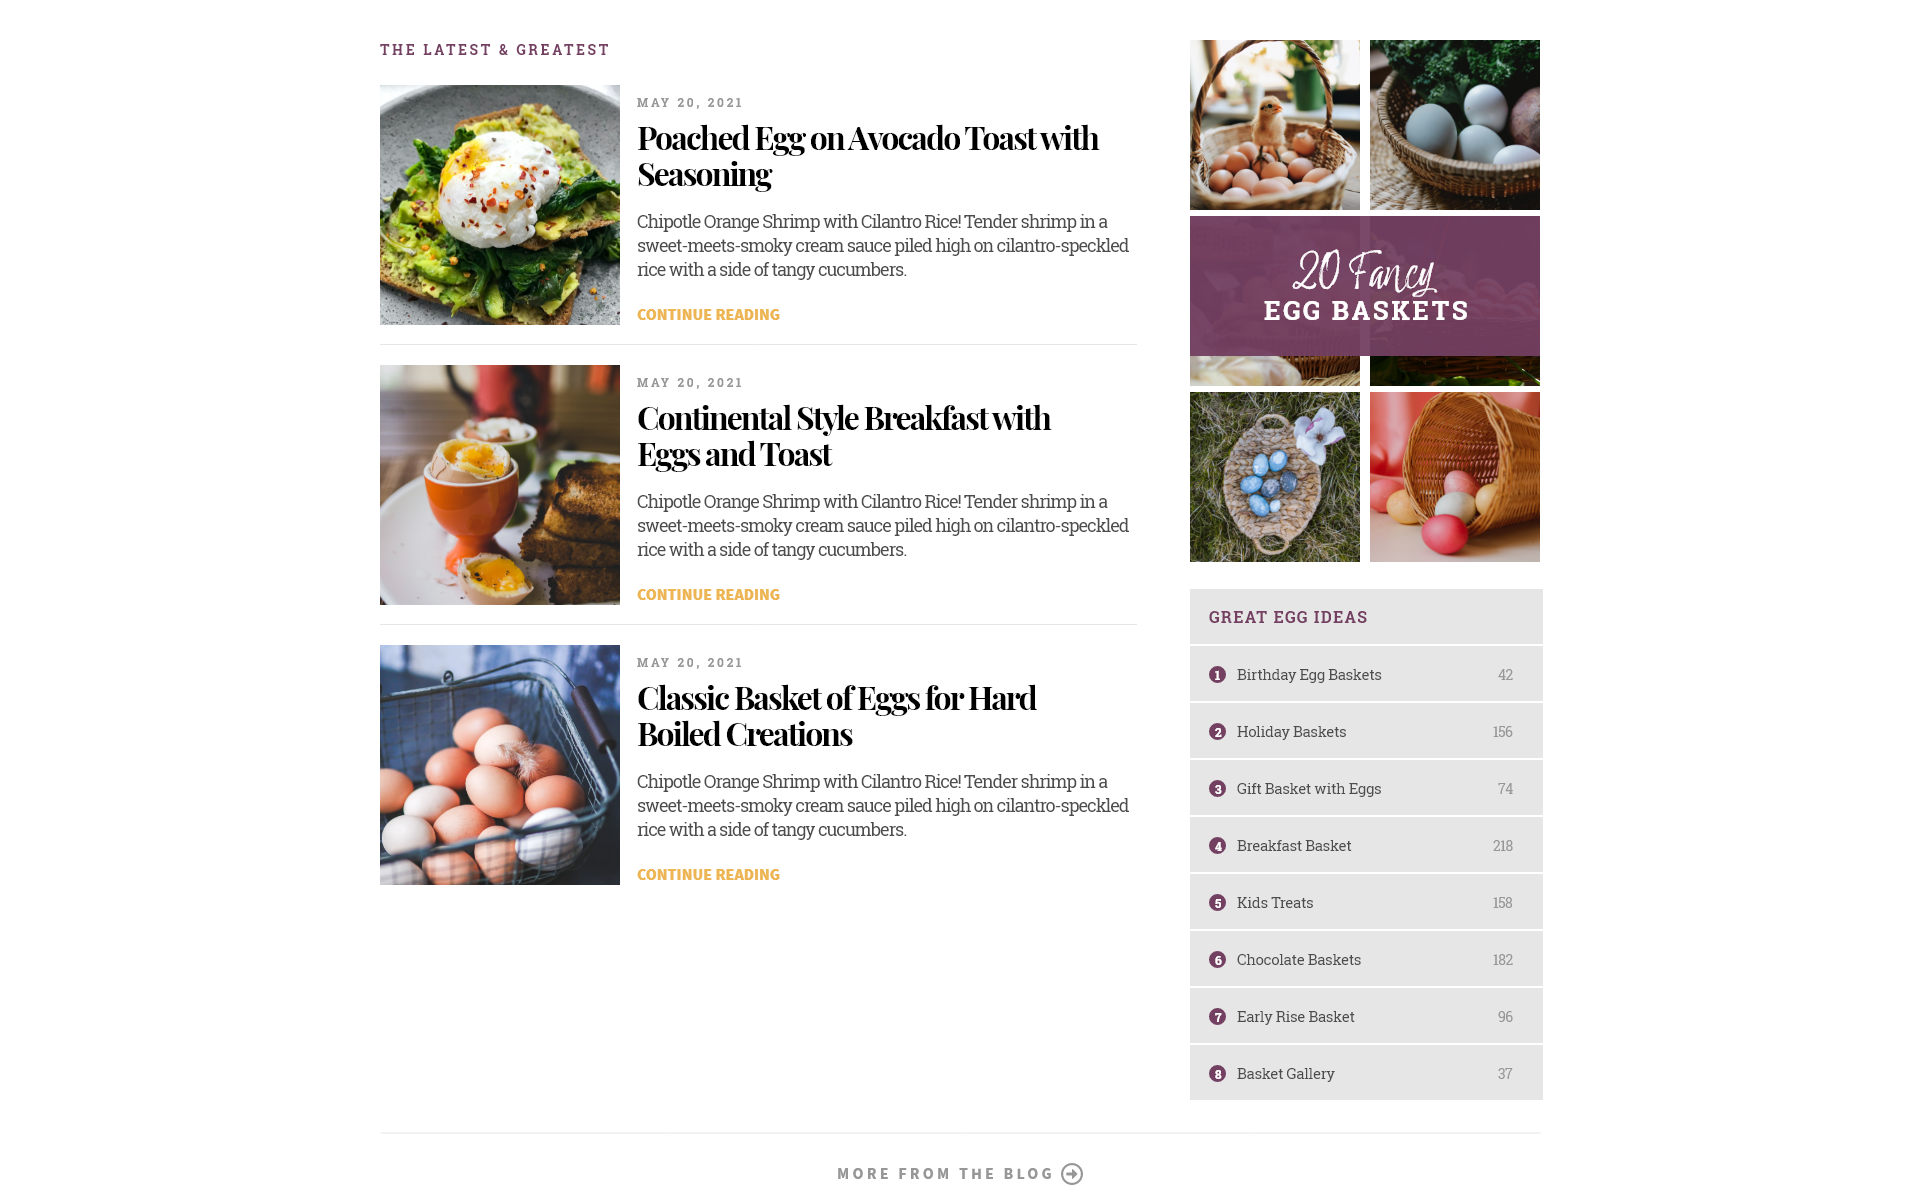 THE LATEST & GREATEST
MAY 20, 2021
Poached Egg on Avocado Toast with
Seasoning
Chipotle Orange Shrimp with Cilantro Rice! Tender shrimp in a
sweet-meets-smoky cream sauce piled high on cilantro-speckled
rice with a side of tangy cucumbers.
CONTINUE READING
MAY 20, 2021
Continental Style Breakfast with
Eggs and Toast
Chipotle Orange Shrimp with Cilantro Rice! Tender shrimp in a
sweet-meets-smoky cream sauce piled high on cilantro-speckled
rice with a side of tangy cucumbers.
CONTINUE READING
MAY 20, 2021
Classic Basket of Eggs for Hard
Boiled Creations
Chipotle Orange Shrimp with Cilantro Rice! Tender shrimp in a
sweet-meets-smoky cream sauce piled high on cilantro-speckled
rice with a side of tangy cucumbers.
CONTINUE READING
20 Fancy
EGG BASKETS
GREAT EGG IDEAS
1 Birthday Egg Baskets 42
2 Holiday Baskets 156
3 Gift Basket with Eggs 74
4 Breakfast Basket 218
5 Kids Treats 158
6 Chocolate Baskets 182
7 Early Rise Basket 96
8 Basket Gallery 37
MORE FROM THE BLOG